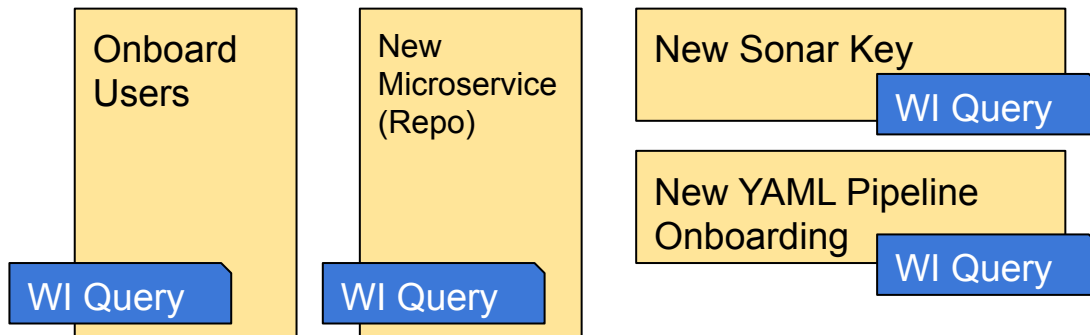 Onboard
Users
WI Query
New
Microservice
(Repo)
WI Query
New Sonar Key
WI Query
New YAML Pipeline
Onboarding
WI Query